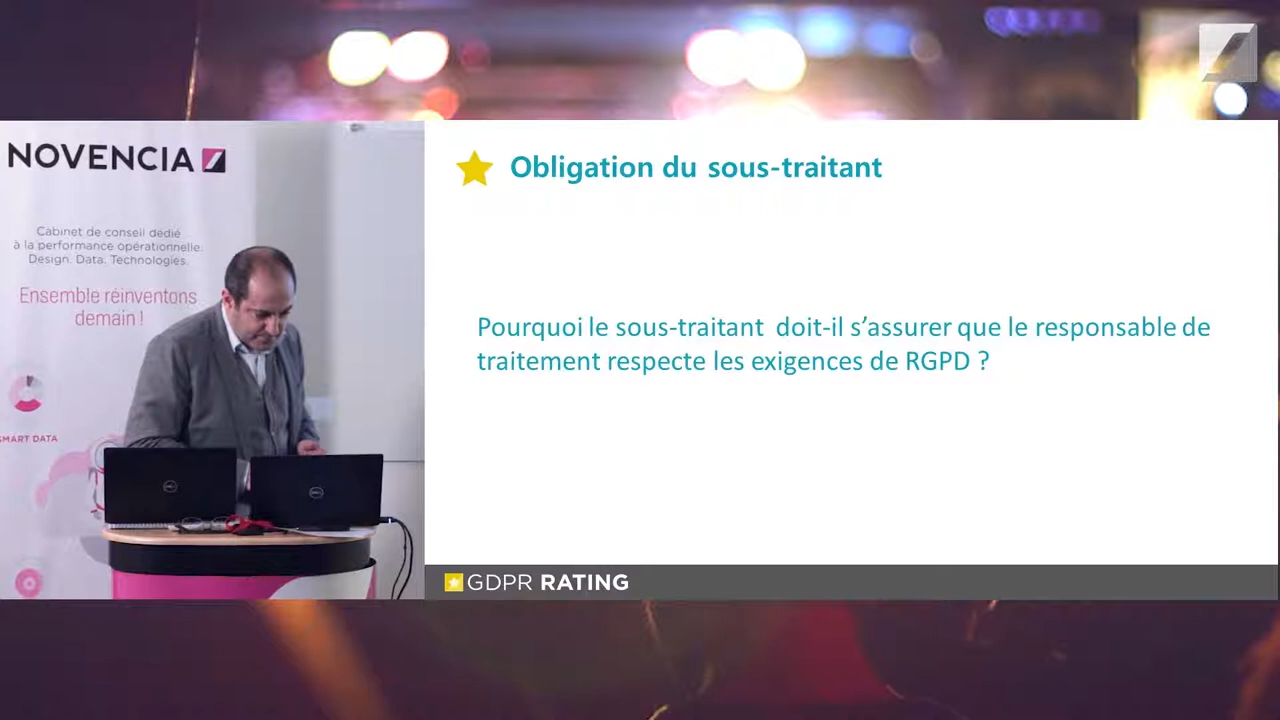 NOVENCIA
Cabinet de conseil dédié
à la performance opérationnelle.
Design. Data. Technologies.
Ensemble réinventons
demain !
SMART DATA
Obligation du sous-traitant
Pourquoi le sous-traitant doit-il s’assurer que le responsable de
traitement respecte les exigences de RGPD ?
GDPR RATING
DELL
DELL